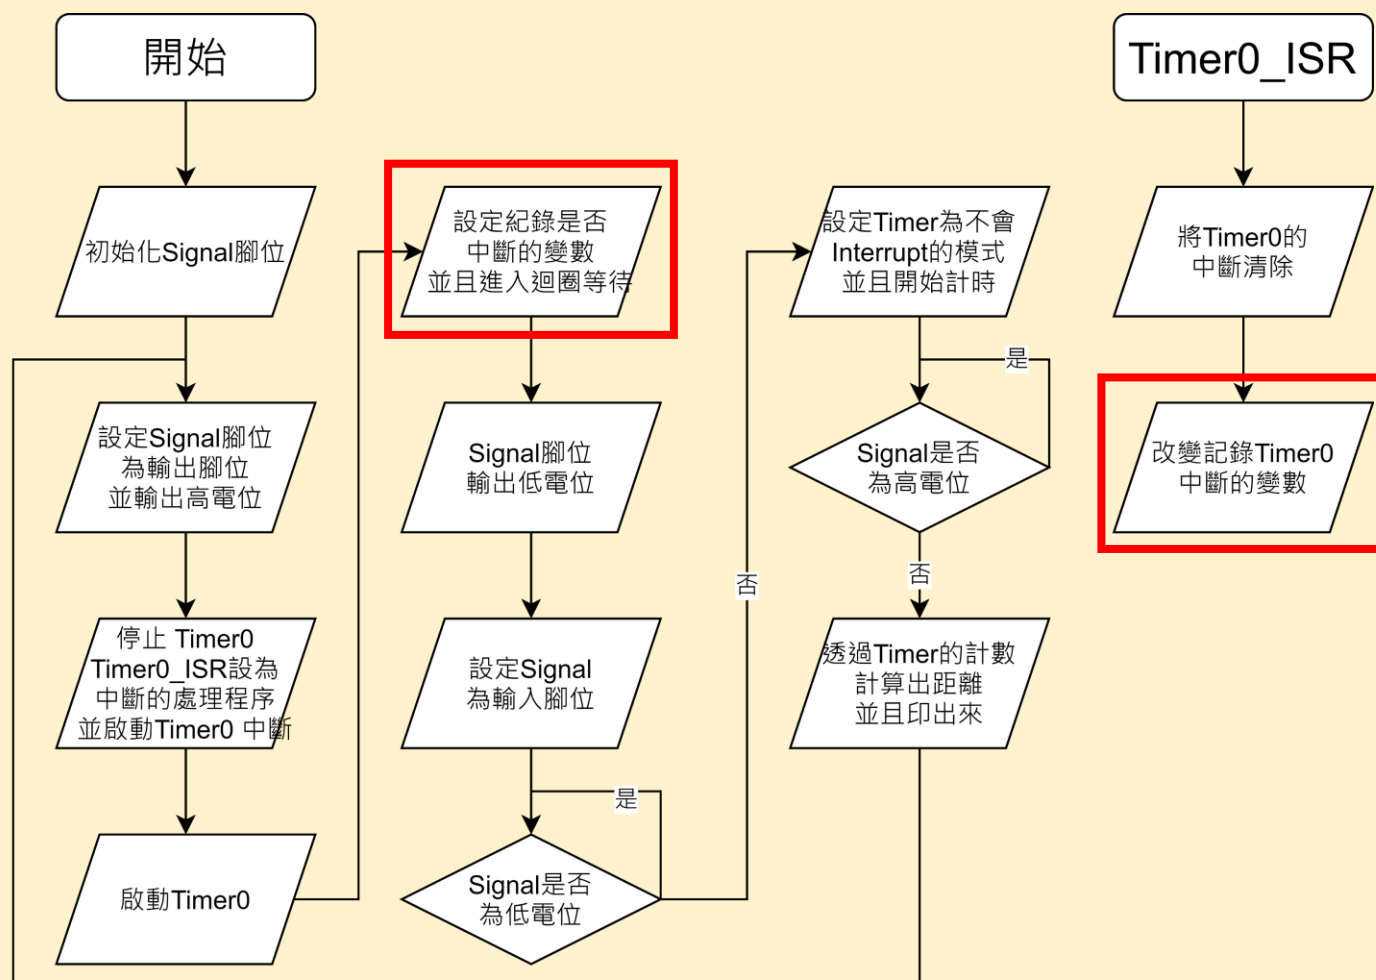 開始
初始化Signal腳位
設定Signal腳位
為輸出腳位
並輸出高電位
停止 Timer0
Timer0_ISR設為
中斷的處理程序
並啟動Timer0 中斷
啟動Timer0
設定紀錄是否
中斷的變數
並且進入迴圈等待
Signal腳位
輸出低電位
設定Signal
為輸入腳位
是
Signal是否
為低電位
否
設定Timer為不會
Interrupt的模式
並且開始計時
是
Signal是否
為高電位
否
透過Timer的計數
計算出距離
並且印出來
Timer0_ISR
將Timer0的
中斷清除
改變記錄Timer0
中斷的變數